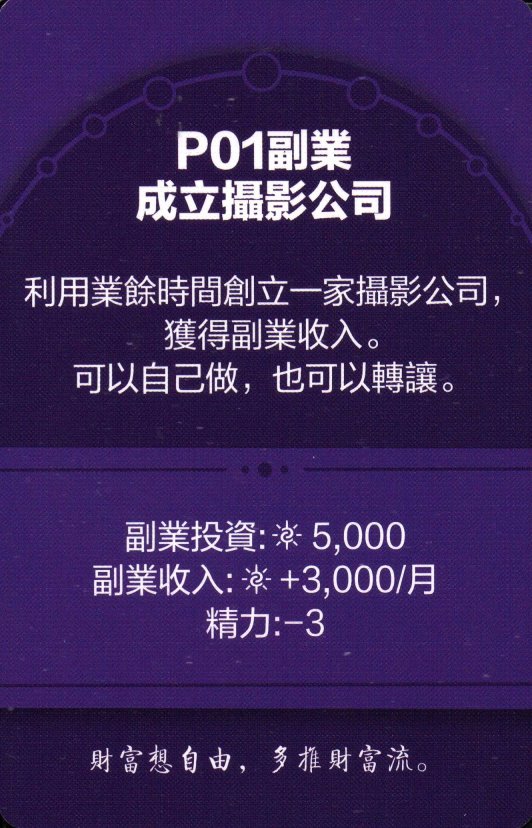 P01副業
成立攝影公司
利用業餘時間創立一家攝影公司，
獲得副業收入。
可以自己做，也可以轉讓。
副業投資: 5,000
副業收入: +3,000/月
精力:−3
財富想自由，多推財富流。